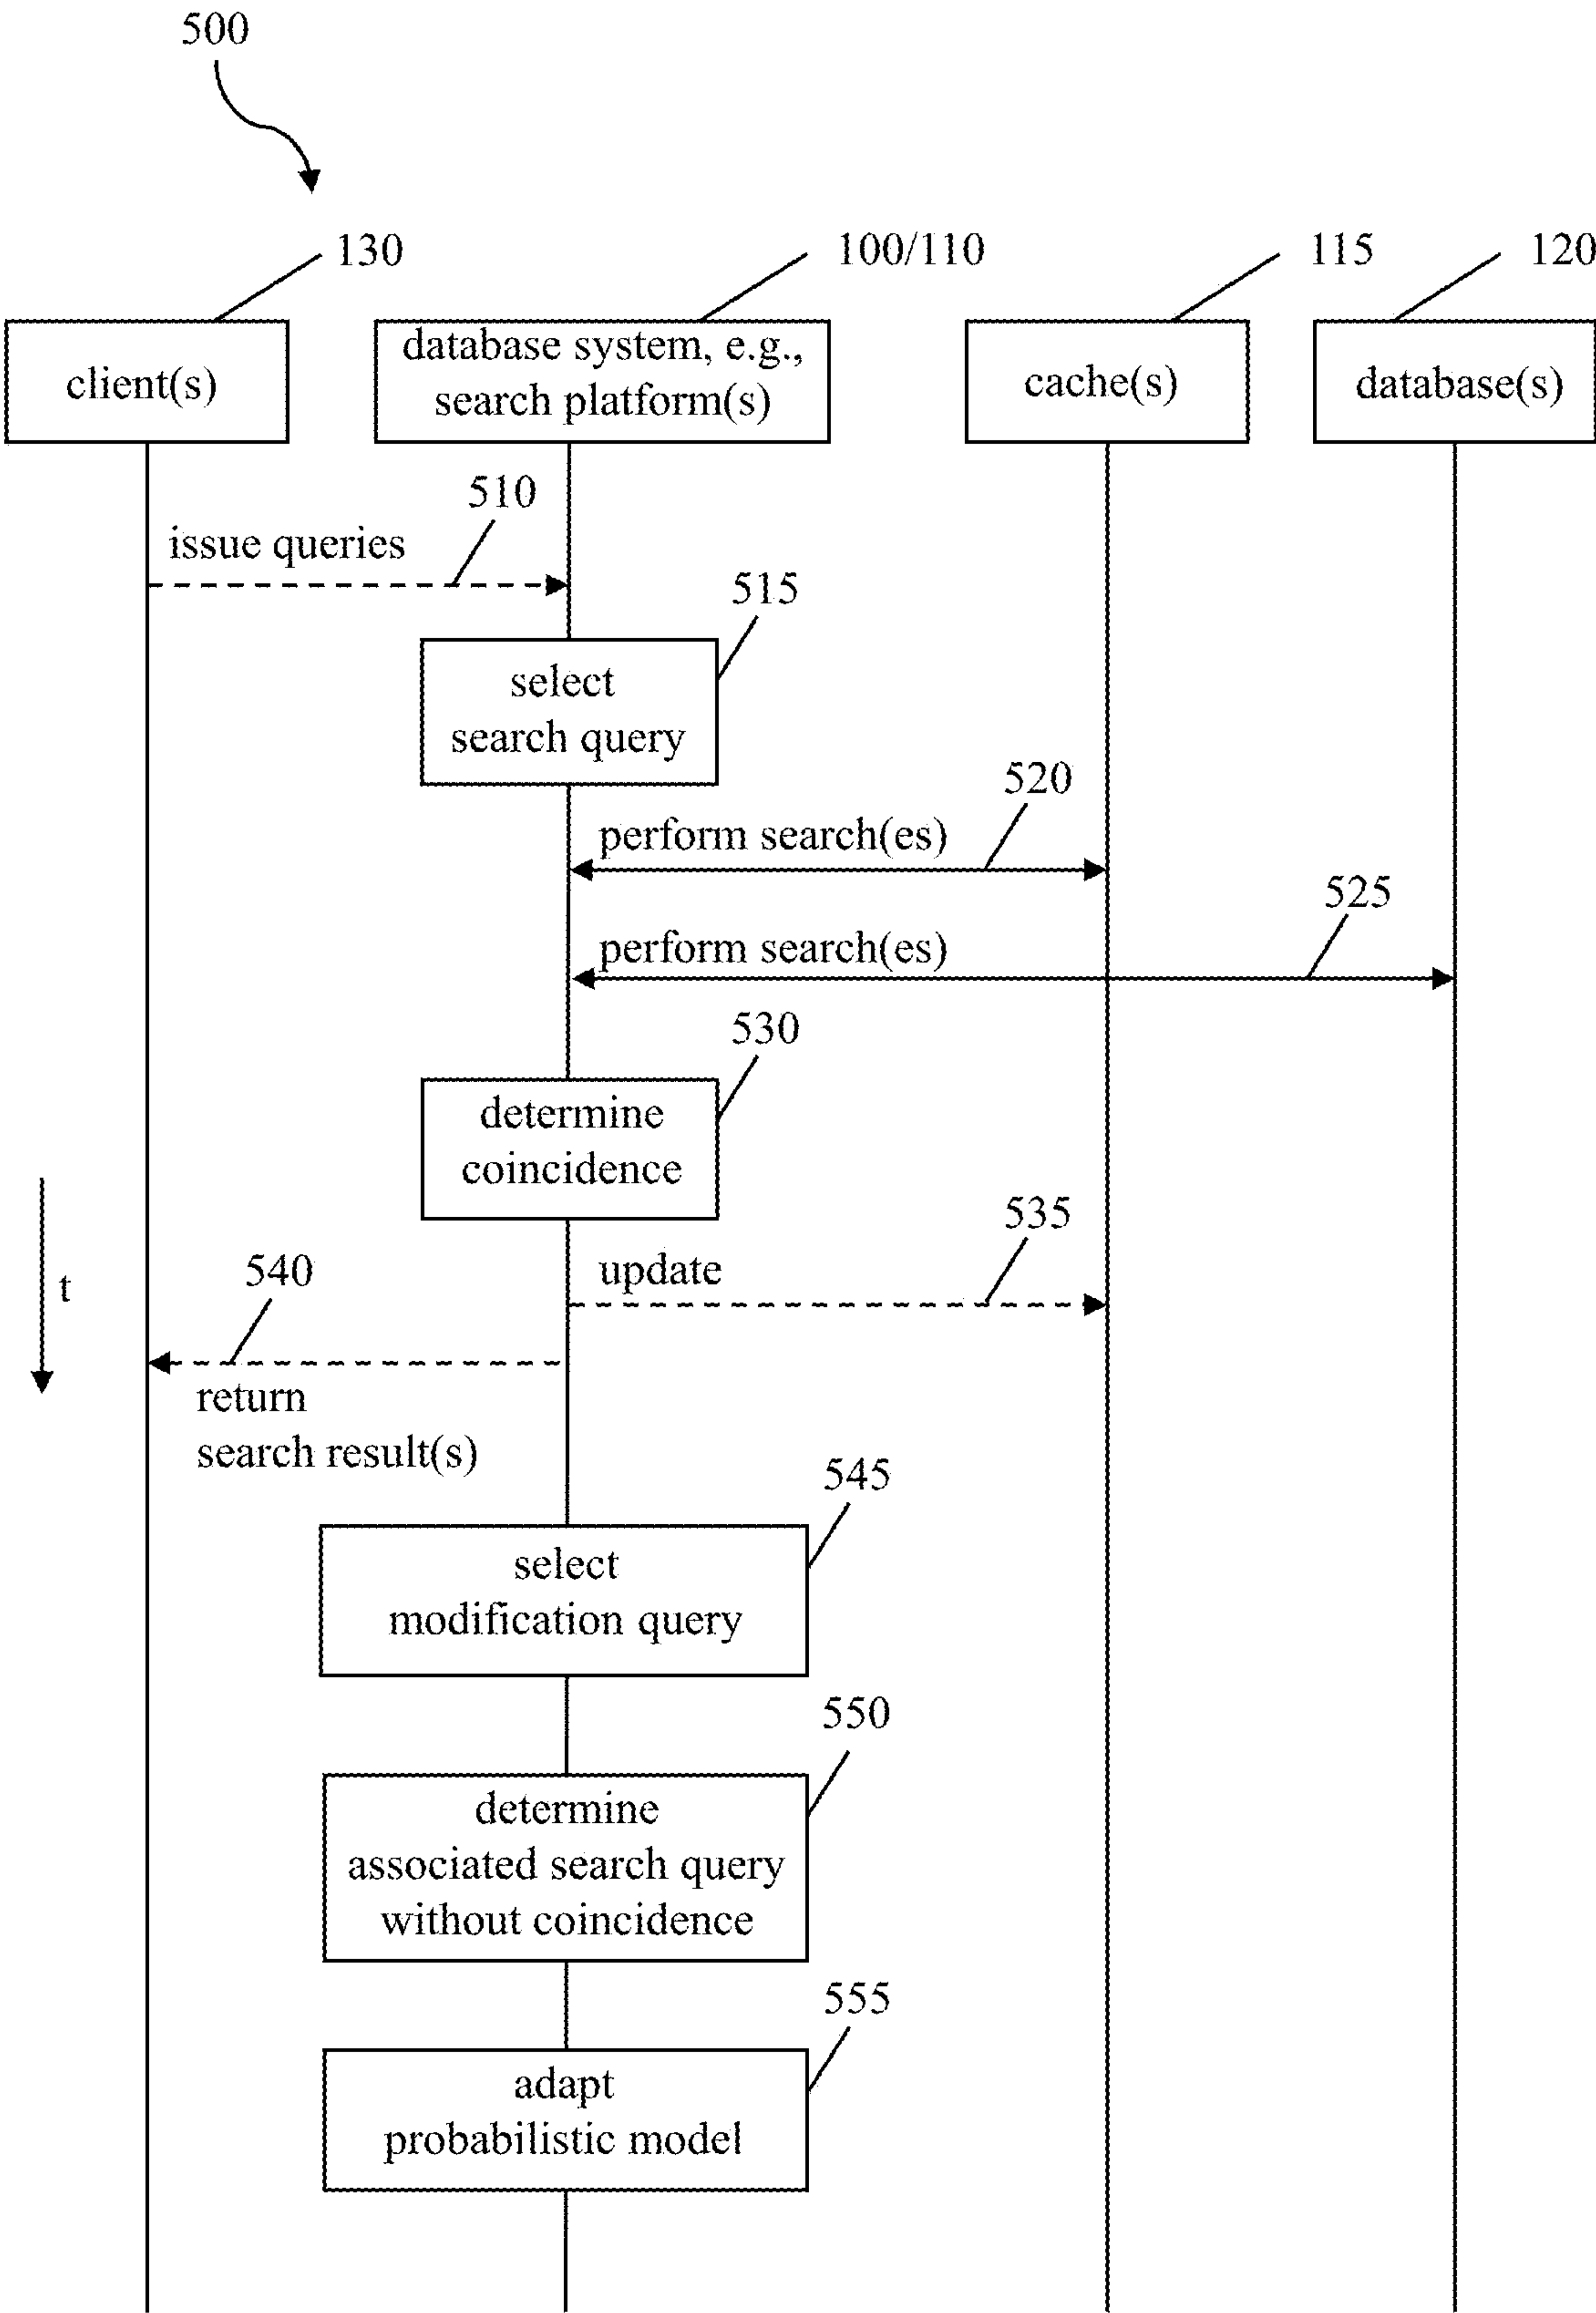 500
130
100/110
115
120
client(s)
database system, e.g.,
search platform(s)
cache(s)
database(s)
510
issue queries
515
select
search query
520
perform search(es)
525
perform search(es)
530
determine
coincidence
535
update
540
t
return
search result(s)
545
select
modification query
550
determine
associated search query
without coincidence
555
adapt
probabilistic model